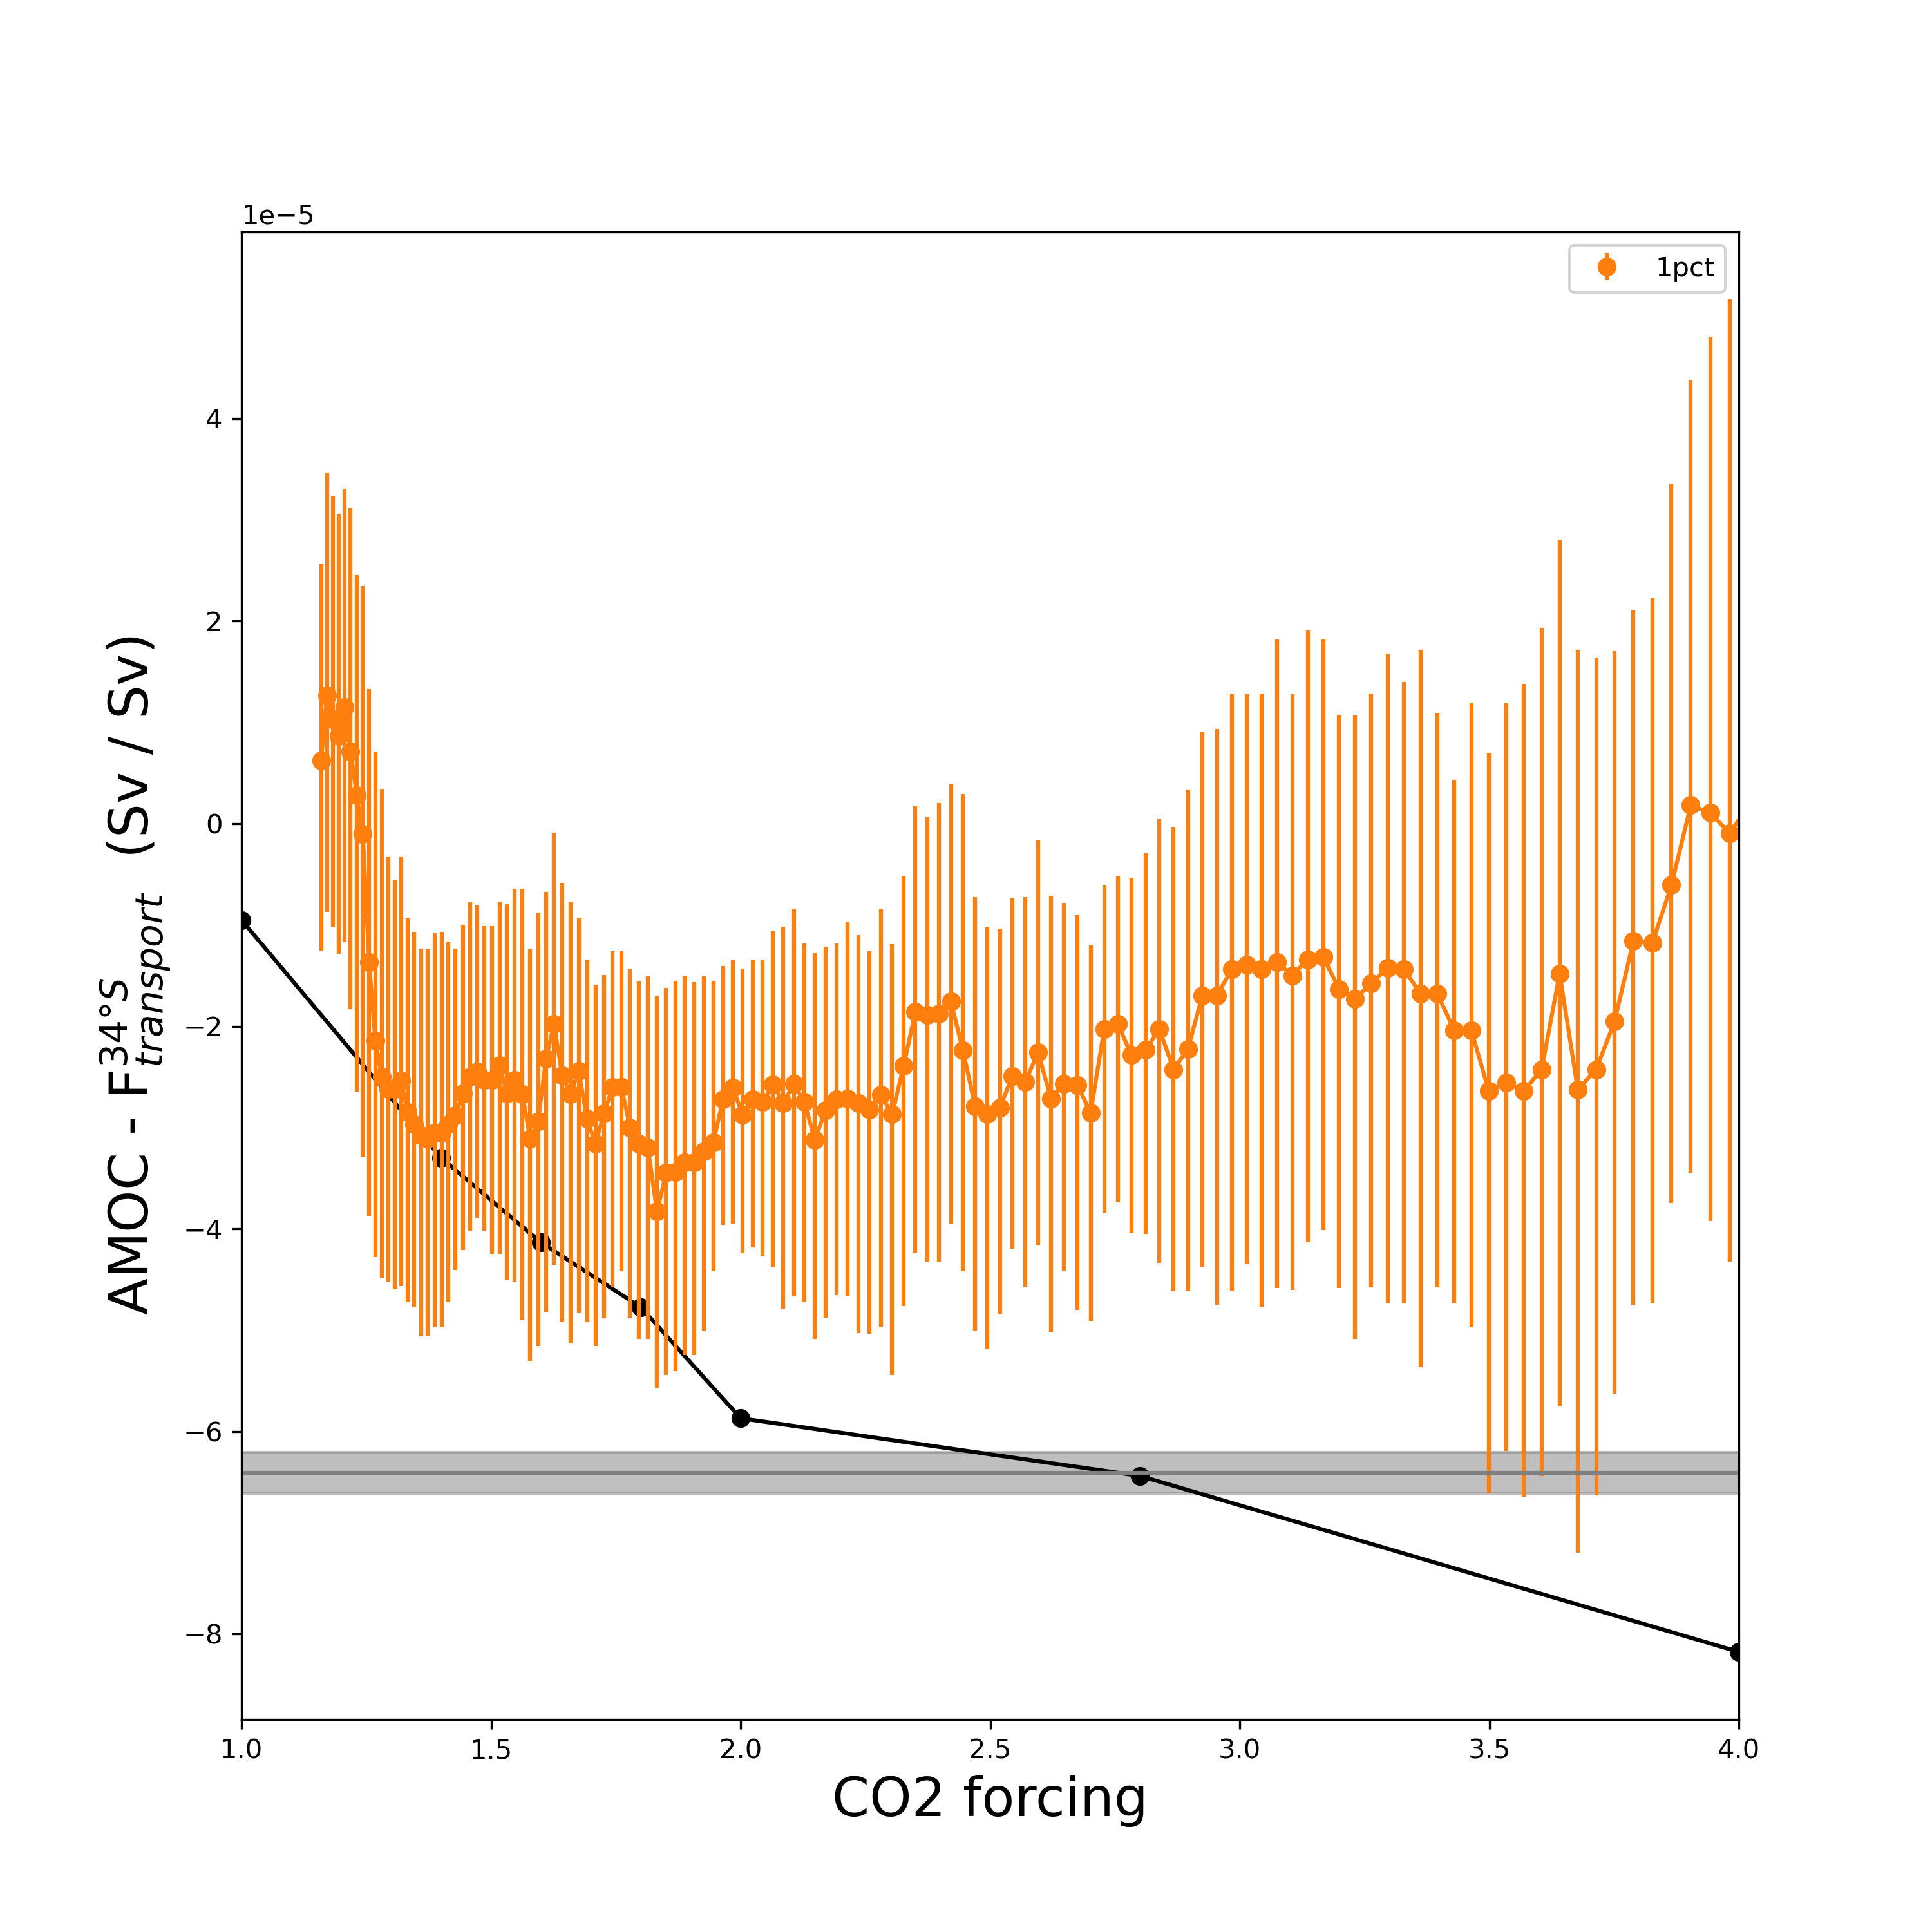 1e−5
1pct
4
2
0
−2
−4
−6
−8
AMOC - F^{34°S}_{transport} (Sv / Sv)
1.0 1.5 2.0 2.5 3.0 3.5 4.0
CO2 forcing